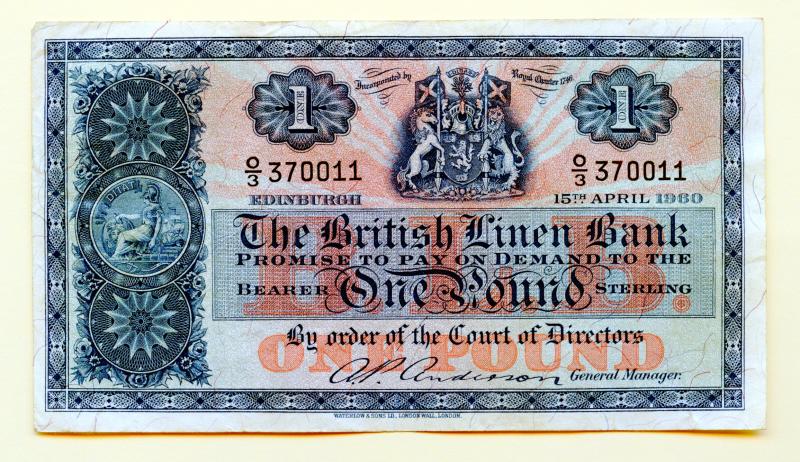 Incorporated by Royal Charter 1746.
1 ONE 1 ONE
O/3 370011 O/3 370011
EDINBURGH 15TH APRIL 1960
The British Linen Bank
PROMISE TO PAY ON DEMAND TO THE
BEARER One Pound STERLING
B.L.B.
By order of the Court of Directors
ONE POUND
A.P. Anderson General Manager.
WATERLOW & SONS LD., LONDON WALL, LONDON.